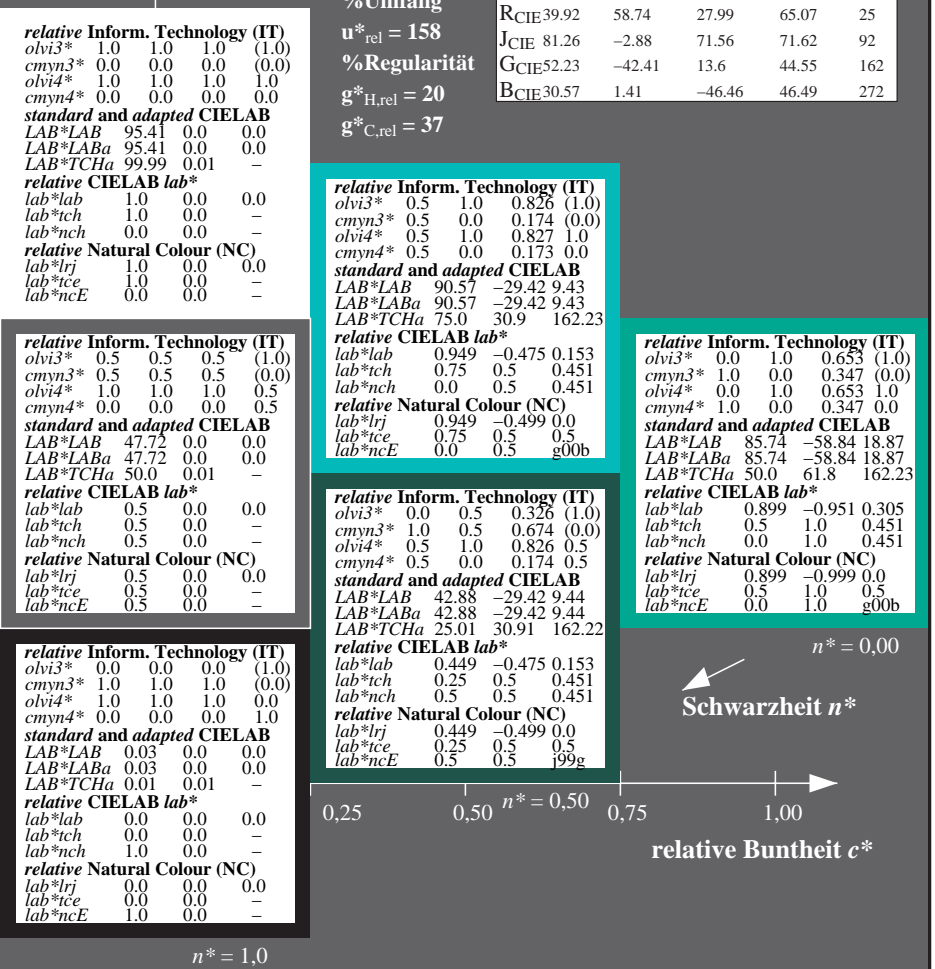 %Umfang
u*rel = 158
%Regularität
g*H,rel = 20
g*C,rel = 37
RCIE 39.92 58.74 27.99 65.07 25
JCIE 81.26 −2.88 71.56 71.62 92
GCIE 52.23 −42.41 13.6 44.55 162
BCIE 30.57 1.41 −46.46 46.49 272
relative Inform. Technology (IT)
olvi3* 1.0 1.0 1.0 (1.0)
cmyn3* 0.0 0.0 0.0 (0.0)
olvi4* 1.0 1.0 1.0 1.0
cmyn4* 0.0 0.0 0.0 0.0
standard and adapted CIELAB
LAB*LAB 95.41 0.0 0.0
LAB*LABa 95.41 0.0 0.0
LAB*TCHa 99.99 0.01 –
relative CIELAB lab*
lab*lab 1.0 0.0 0.0
lab*tch 1.0 0.0 –
lab*nch 0.0 0.0 –
relative Natural Colour (NC)
lab*lrj 1.0 0.0 0.0
lab*tce 1.0 0.0 –
lab*ncE 0.0 0.0 –
relative Inform. Technology (IT)
olvi3* 0.5 1.0 0.826 (1.0)
cmyn3* 0.5 0.0 0.174 (0.0)
olvi4* 0.5 1.0 0.827 1.0
cmyn4* 0.5 0.0 0.173 0.0
standard and adapted CIELAB
LAB*LAB 90.57 −29.42 9.43
LAB*LABa 90.57 −29.42 9.43
LAB*TCHa 75.0 30.9 162.23
relative CIELAB lab*
lab*lab 0.949 −0.475 0.153
lab*tch 0.75 0.5 0.451
lab*nch 0.0 0.5 0.451
relative Natural Colour (NC)
lab*lrj 0.949 −0.499 0.0
lab*tce 0.75 0.5 0.5
lab*ncE 0.0 0.5 g00b
relative Inform. Technology (IT)
olvi3* 0.5 0.5 0.5 (1.0)
cmyn3* 0.5 0.5 0.5 (0.0)
olvi4* 1.0 1.0 1.0 0.5
cmyn4* 0.0 0.0 0.0 0.5
standard and adapted CIELAB
LAB*LAB 47.72 0.0 0.0
LAB*LABa 47.72 0.0 0.0
LAB*TCHa 50.0 0.01 –
relative CIELAB lab*
lab*lab 0.5 0.0 0.0
lab*tch 0.5 0.0 –
lab*nch 0.5 0.0 –
relative Natural Colour (NC)
lab*lrj 0.5 0.0 0.0
lab*tce 0.5 0.0 –
lab*ncE 0.5 0.0 –
relative Inform. Technology (IT)
olvi3* 0.0 1.0 0.653 (1.0)
cmyn3* 1.0 0.0 0.347 (0.0)
olvi4* 0.0 1.0 0.653 1.0
cmyn4* 1.0 0.0 0.347 0.0
standard and adapted CIELAB
LAB*LAB 85.74 −58.84 18.87
LAB*LABa 85.74 −58.84 18.87
LAB*TCHa 50.0 61.8 162.23
relative CIELAB lab*
lab*lab 0.899 −0.951 0.305
lab*tch 0.5 1.0 0.451
lab*nch 0.0 1.0 0.451
relative Natural Colour (NC)
lab*lrj 0.899 −0.999 0.0
lab*tce 0.5 1.0 0.5
lab*ncE 0.0 1.0 g00b
relative Inform. Technology (IT)
olvi3* 0.0 0.5 0.326 (1.0)
cmyn3* 1.0 0.5 0.674 (0.0)
olvi4* 0.5 1.0 0.826 0.5
cmyn4* 0.5 0.0 0.174 0.5
standard and adapted CIELAB
LAB*LAB 42.88 −29.42 9.44
LAB*LABa 42.88 −29.42 9.44
LAB*TCHa 25.01 30.91 162.22
relative CIELAB lab*
lab*lab 0.449 −0.475 0.153
lab*tch 0.25 0.5 0.451
lab*nch 0.5 0.5 0.451
relative Natural Colour (NC)
lab*lrj 0.449 −0.499 0.0
lab*tce 0.25 0.5 0.5
lab*ncE 0.5 0.5 j99g
relative Inform. Technology (IT)
olvi3* 0.0 0.0 0.0 (1.0)
cmyn3* 1.0 1.0 1.0 (0.0)
olvi4* 1.0 1.0 1.0 0.0
cmyn4* 0.0 0.0 0.0 1.0
standard and adapted CIELAB
LAB*LAB 0.03 0.0 0.0
LAB*LABa 0.03 0.0 0.0
LAB*TCHa 0.01 0.01 –
relative CIELAB lab*
lab*lab 0.0 0.0 0.0
lab*tch 0.0 0.0 –
lab*nch 1.0 0.0 –
relative Natural Colour (NC)
lab*lrj 0.0 0.0 0.0
lab*tce 0.0 0.0 –
lab*ncE 1.0 0.0 –
n* = 0,00
Schwarzheit n*
n* = 0,50
0,25 0,50 0,75 1,00
relative Buntheit c*
n* = 1,0